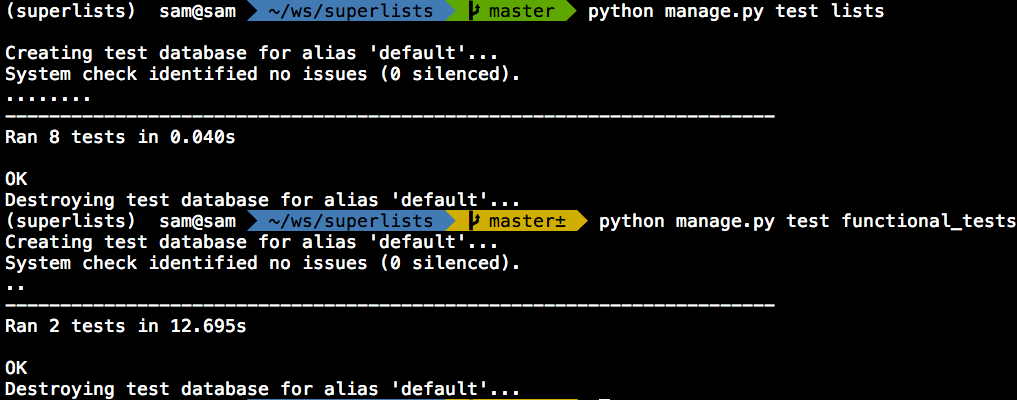 (superlists)  sam@sam  ~/ws/superlists  master  python manage.py test lists
Creating test database for alias 'default'...
System check identified no issues (0 silenced).
........
----------------------------------------------------------------------
Ran 8 tests in 0.040s
OK
Destroying test database for alias 'default'...
(superlists)  sam@sam  ~/ws/superlists  master±  python manage.py test functional_tests
Creating test database for alias 'default'...
System check identified no issues (0 silenced).
..
----------------------------------------------------------------------
Ran 2 tests in 12.695s
OK
Destroying test database for alias 'default'...